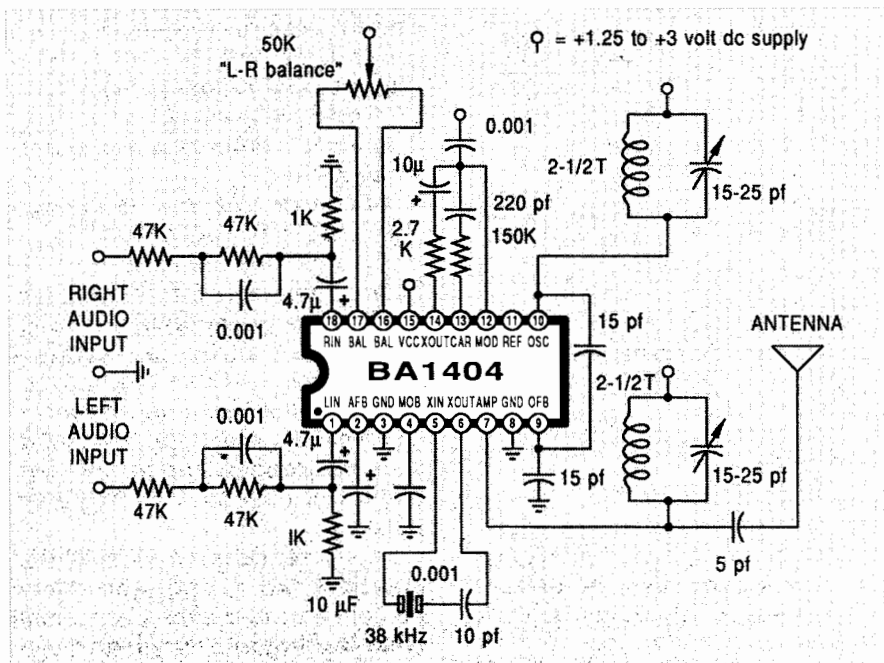 50K
"L-R balance"
= +1.25 to +3 volt dc supply
0.001
10µ
220 pf
2.7
K
150K
2-1/2T
15-25 pf
1K
47K
47K
4.7µ
0.001
RIGHT
AUDIO
INPUT
18 17 16 15 14 13 12 11 10
RIN BAL BAL VCC XOUT CAR MOD REF OSC
BA1404
LIN AFB GND MOB XIN XOUT AMP GND OFB
1 2 3 4 5 6 7 8 9
15 pf
ANTENNA
2-1/2T
15-25 pf
LEFT
AUDIO
INPUT
0.001
4.7µ
47K
47K
15 pf
IK
5 pf
10 µF
0.001
38 kHz
10 pf